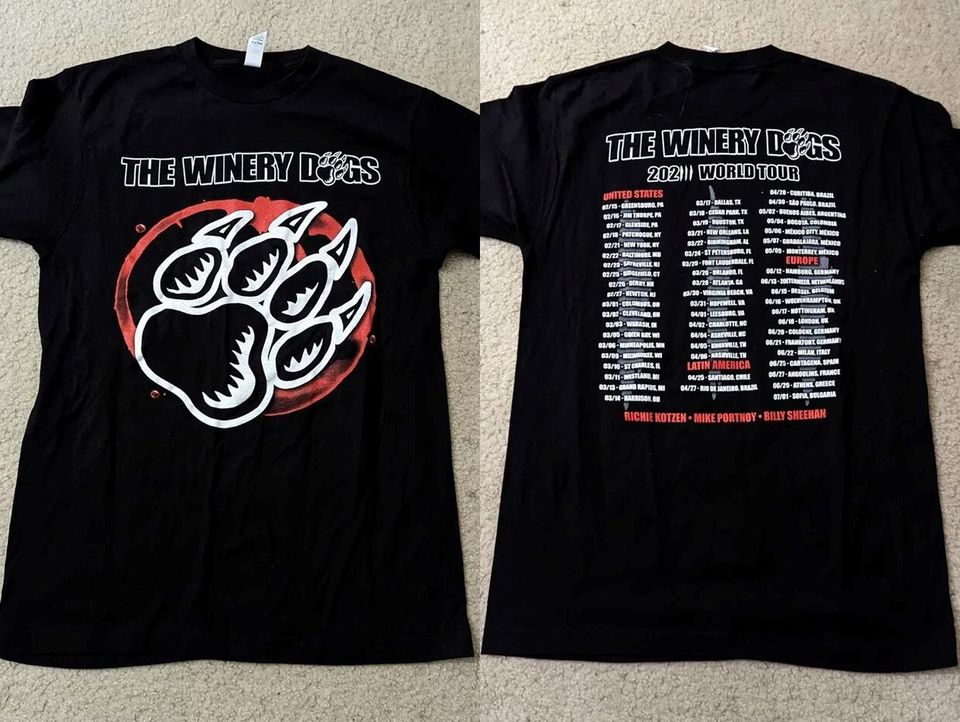 THE WINERY DOGS
THE WINERY DOGS
202||| WORLD TOUR
UNITED STATES
02/15 - GREENSBURG, PA
02/16 - JIM THORPE, PA
02/17 - GLENSIDE, PA
02/18 - PATCHOGUE, NY
02/21 - NEW YORK, NY
02/22 - BALTIMORE, MD
02/23 - SAYREVILLE, NJ
02/25 - RIDGEFIELD, CT
02/26 - DERRY, NH
02/27 - NEWTON, NJ
03/01 - COLUMBUS, OH
03/02 - CLEVELAND, OH
03/03 - WARASH, IN
03/05 - GREEN BAY, WI
03/06 - MINNEAPOLIS, MN
03/09 - MILWAUKEE, WI
03/10 - ST CHARLES, IL
03/11 - WESTLAND, MI
03/13 - GRAND RAPIDS, MI
03/14 - HARRISON, OH
03/17 - DALLAS, TX
03/18 - CEDAR PARK, TX
03/19 - HOUSTON, TX
03/21 - NEW ORLEANS, LA
03/22 - BIRMINGHAM, AL
03/24 - ST PETERSBURG, FL
03/25 - FORT LAUDERDALE, FL
03/26 - ORLANDO, FL
03/28 - ATLANTA, GA
03/30 - VIRGINIA BEACH, VA
03/31 - HOPEWELL, VA
04/01 - LEESBURG, VA
04/02 - CHARLOTTE, NC
04/04 - ASHEVILLE, NC
04/05 - KNOXVILLE, TN
04/06 - NASHVILLE, TN
LATIN AMERICA
04/25 - SANTIAGO, CHILE
04/27 - RIO DE JANEIRO, BRAZIL
04/29 - CURITIBA, BRAZIL
04/30 - SÃO PAULO, BRAZIL
05/02 - BUENOS AIRES, ARGENTINA
05/04 - BOGOTA, COLOMBIA
05/06 - MÉXICO CITY, MÉXICO
05/07 - GUADALAJARA, MÉXICO
05/09 - MONTERREY, MÉXICO
EUROPE
06/12 - HAMBURG, GERMANY
06/13 - ZOETERMEER, NETHERLANDS
06/15 - DESSEL, BELGIUM
06/16 - WOLVERHAMPTON, UK
06/17 - NOTTINGHAM, UK
06/18 - LONDON, UK
06/20 - COLOGNE, GERMANY
06/21 - FRANKFURT, GERMANY
06/22 - MILAN, ITALY
06/25 - CARTAGENA, SPAIN
06/27 - ANGOULINS, FRANCE
06/29 - ATHENS, GREECE
07/01 - SOFIA, BULGARIA
RICHIE KOTZEN • MIKE PORTNOY • BILLY SHEEHAN